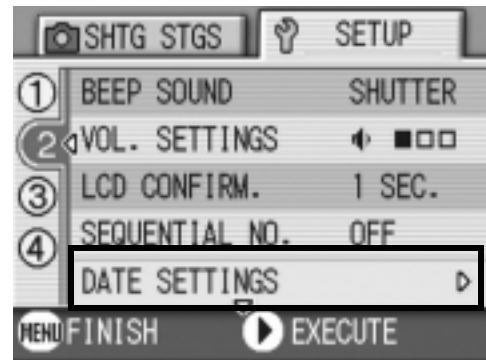 SHTG STGS SETUP
1 BEEP SOUND SHUTTER
2 VOL. SETTINGS
3 LCD CONFIRM. 1 SEC.
4 SEQUENTIAL NO. OFF
DATE SETTINGS
MENU FINISH EXECUTE